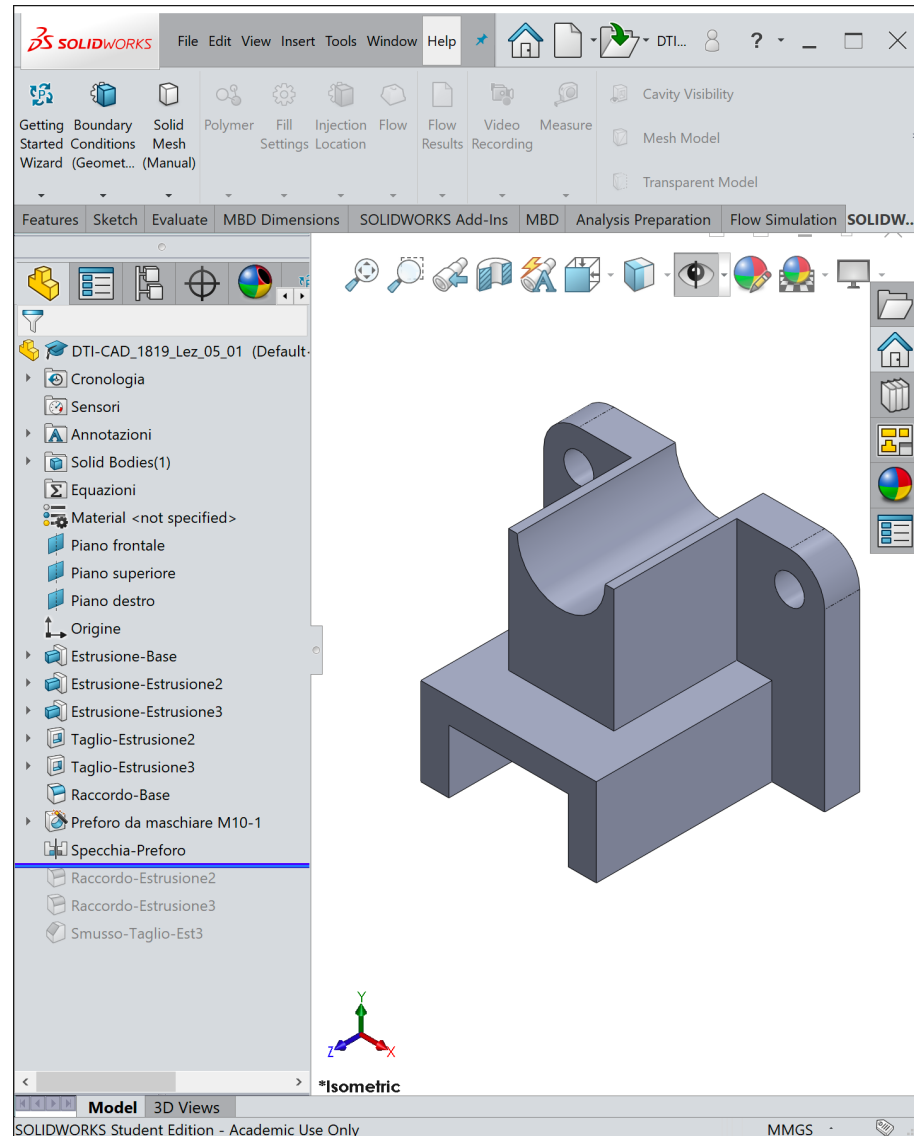 SOLIDWORKS File Edit View Insert Tools Window Help DTI... ?
Getting Started Wizard
Boundary Conditions (Geomet...
Solid Mesh (Manual)
Polymer
Fill Settings
Injection Location
Flow
Flow Results
Video Recording
Measure
Cavity Visibility
Mesh Model
Transparent Model
Features Sketch Evaluate MBD Dimensions SOLIDWORKS Add-Ins MBD Analysis Preparation Flow Simulation SOLIDW...
DTI-CAD_1819_Lez_05_01 (Default-
Cronologia
Sensori
Annotazioni
Solid Bodies(1)
Equazioni
Material <not specified>
Piano frontale
Piano superiore
Piano destro
Origine
Estrusione-Base
Estrusione-Estrusione2
Estrusione-Estrusione3
Taglio-Estrusione2
Taglio-Estrusione3
Raccordo-Base
Preforo da maschiare M10-1
Specchia-Preforo
Raccordo-Estrusione2
Raccordo-Estrusione3
Smusso-Taglio-Est3
Y
Z X
*Isometric
Model 3D Views
SOLIDWORKS Student Edition - Academic Use Only MMGS -